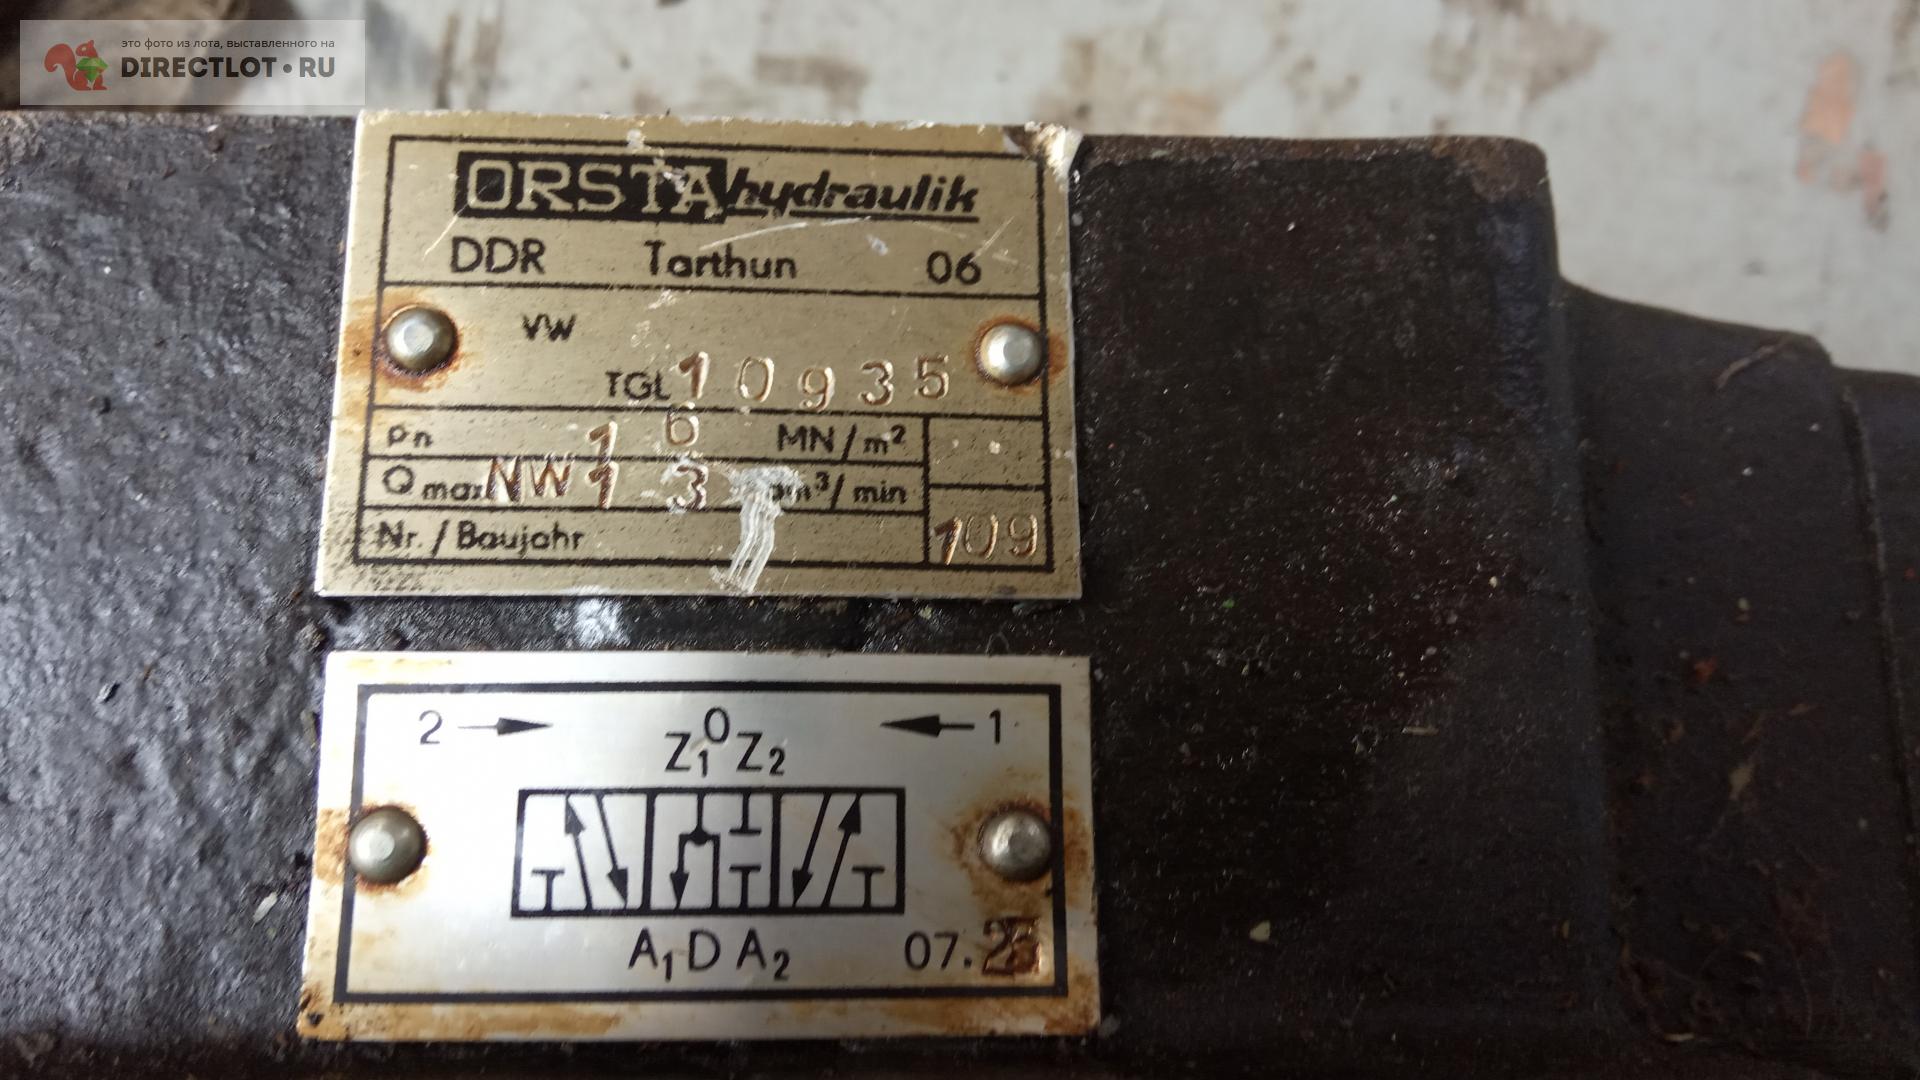 это фото из лота, выставленного на
DIRECTLOT•RU
ORSTA hydraulik
DDR Tarthun 06
VW
TGL 10935
pn 16 MN/m²
Q max NW 13 /min
Nr./Baujahr 109
2 → 0 ← 1
Z₁ Z₂
A₁ D A₂ 07.